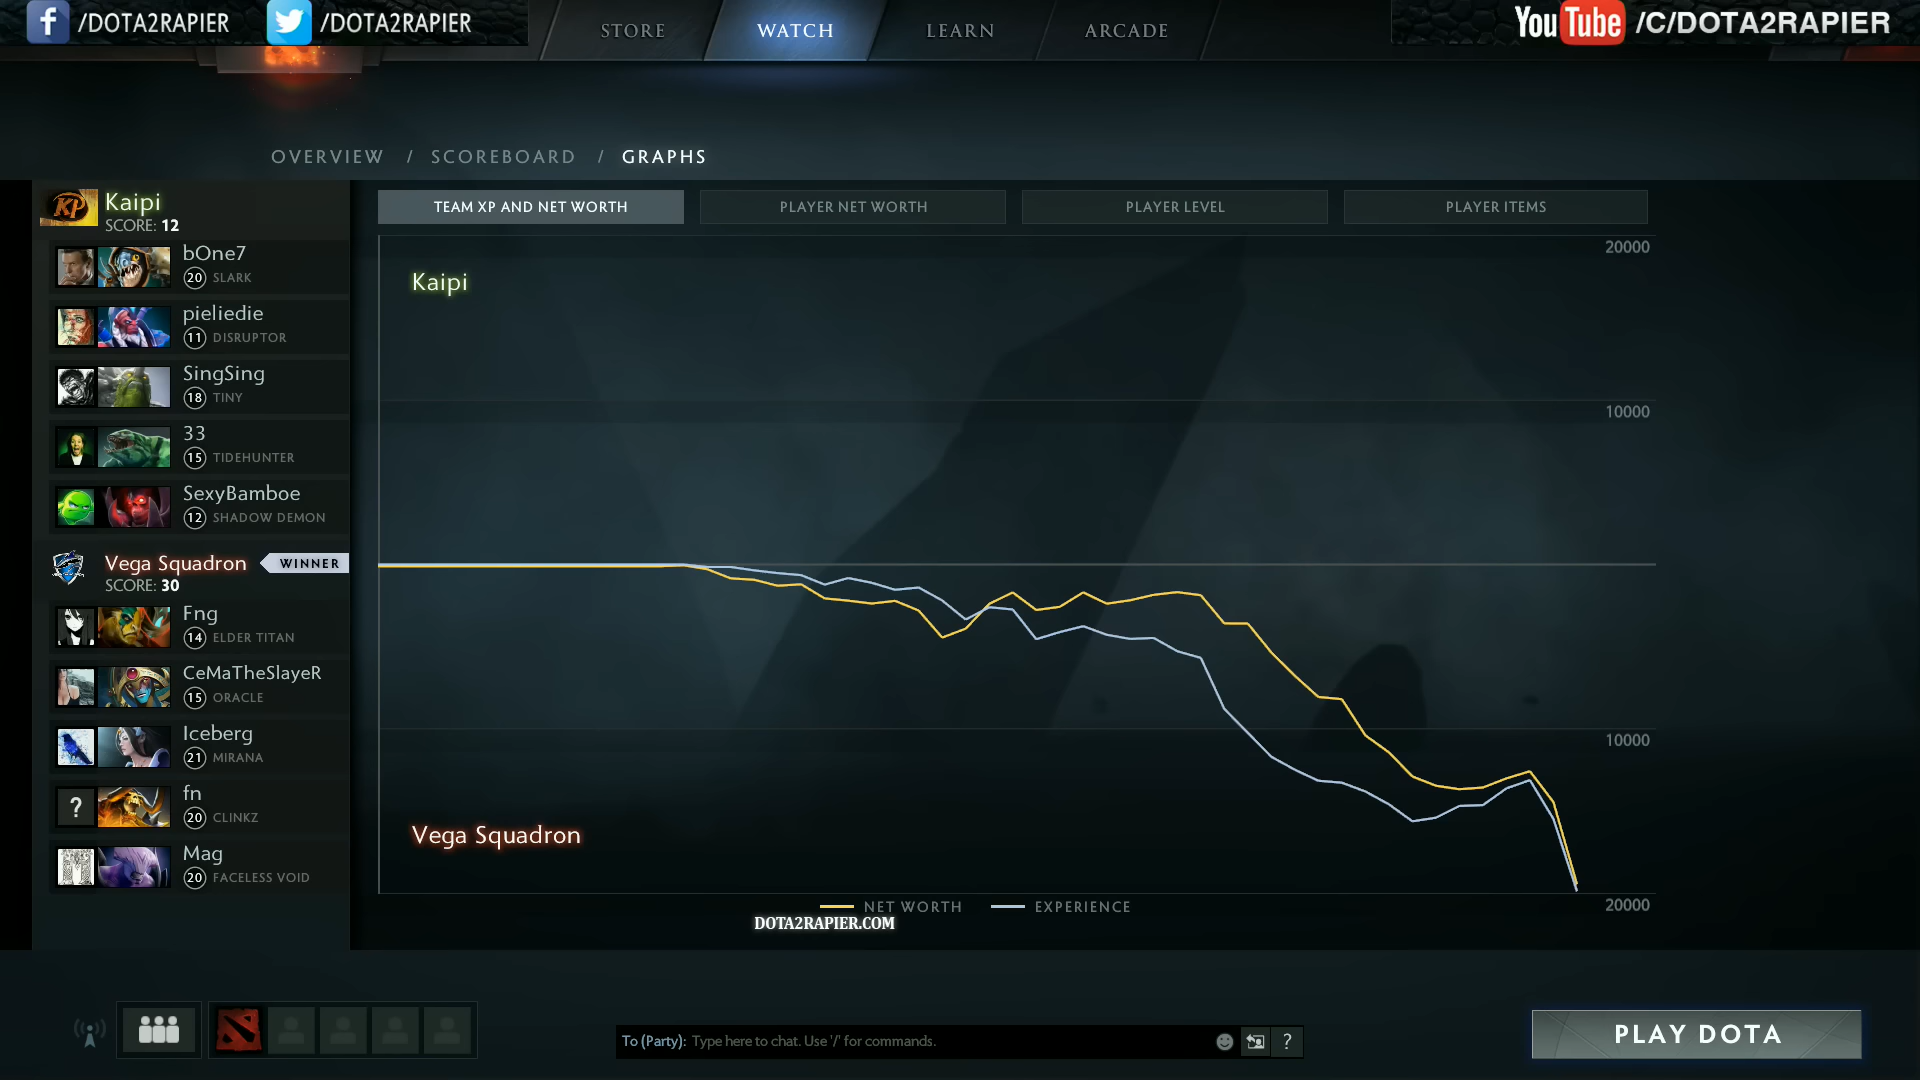 /DOTA2RAPIER
/DOTA2RAPIER
STORE
WATCH
LEARN
ARCADE
YouTube /C/DOTA2RAPIER
OVERVIEW / SCOREBOARD / GRAPHS
Kaipi
SCORE: 12
bOne7
20 SLARK
pieliedie
11 DISRUPTOR
SingSing
18 TINY
33
15 TIDEHUNTER
SexyBamboe
12 SHADOW DEMON
Vega Squadron
WINNER
SCORE: 30
Fng
14 ELDER TITAN
CeMaTheSlayeR
15 ORACLE
Iceberg
21 MIRANA
?
fn
20 CLINKZ
Mag
20 FACELESS VOID
TEAM XP AND NET WORTH
PLAYER NET WORTH
PLAYER LEVEL
PLAYER ITEMS
20000
Kaipi
10000
10000
Vega Squadron
20000
NET WORTH
EXPERIENCE
DOTA2RAPIER.COM
To (Party): Type here to chat. Use '/' for commands.
?
PLAY DOTA